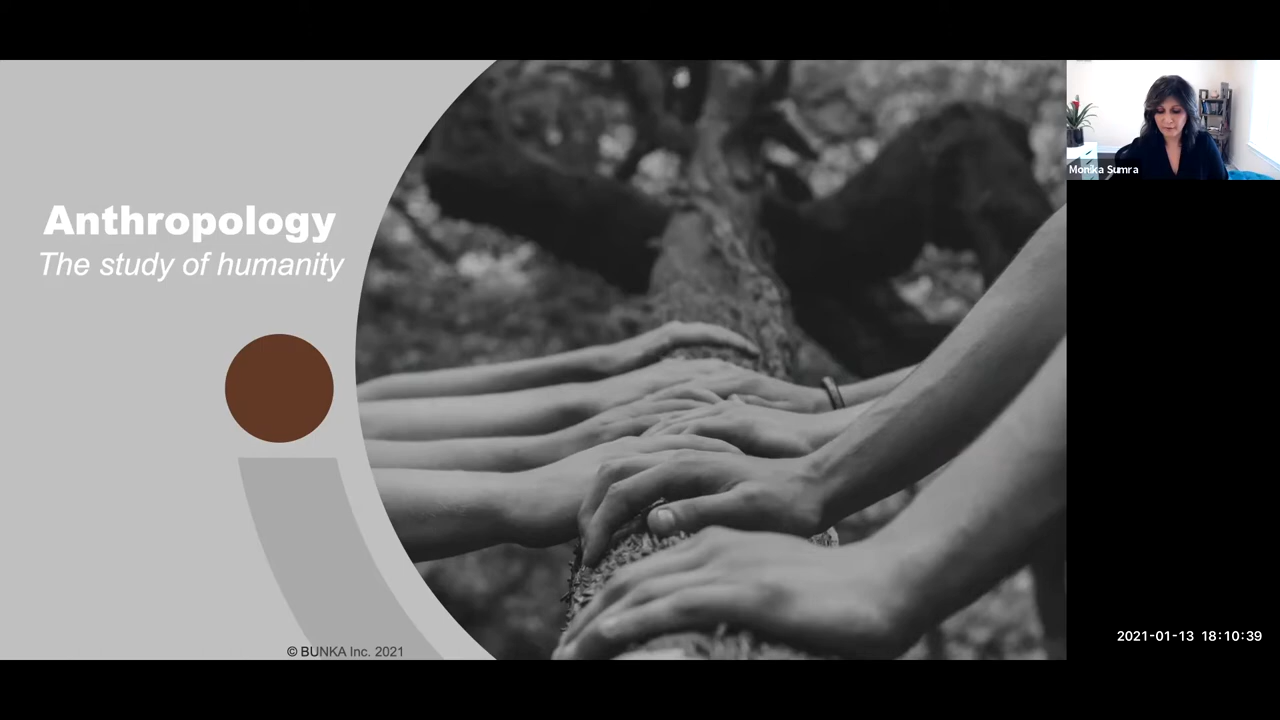 Anthropology
The study of humanity
© BUNKA Inc. 2021
Monika Sumra
2021-01-13 18:10:39